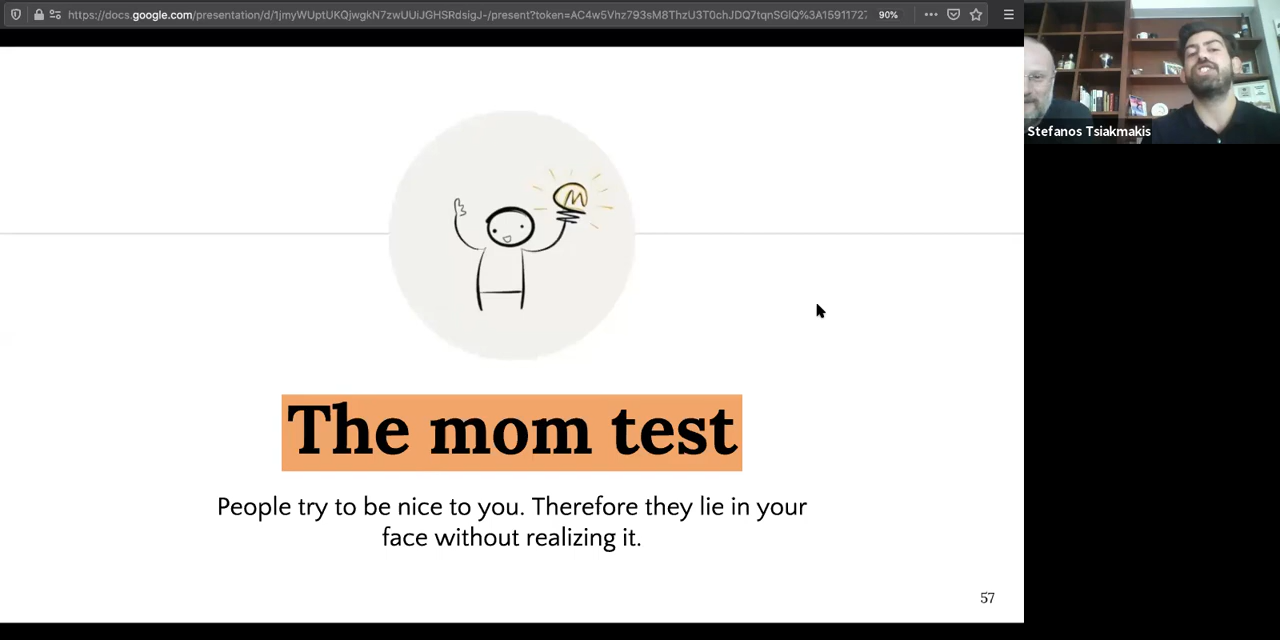 https://docs.google.com/presentation/d/1jmyWUptUKQjwgkN7zwUUiJGHSRdsigJ-/present?token=AC4w5Vhz793sM8ThzU3T0chJDQ7tqnSGlQ%3A1591172
90%
Stefanos Tsiakmakis
The mom test
People try to be nice to you. Therefore they lie in your
face without realizing it.
57